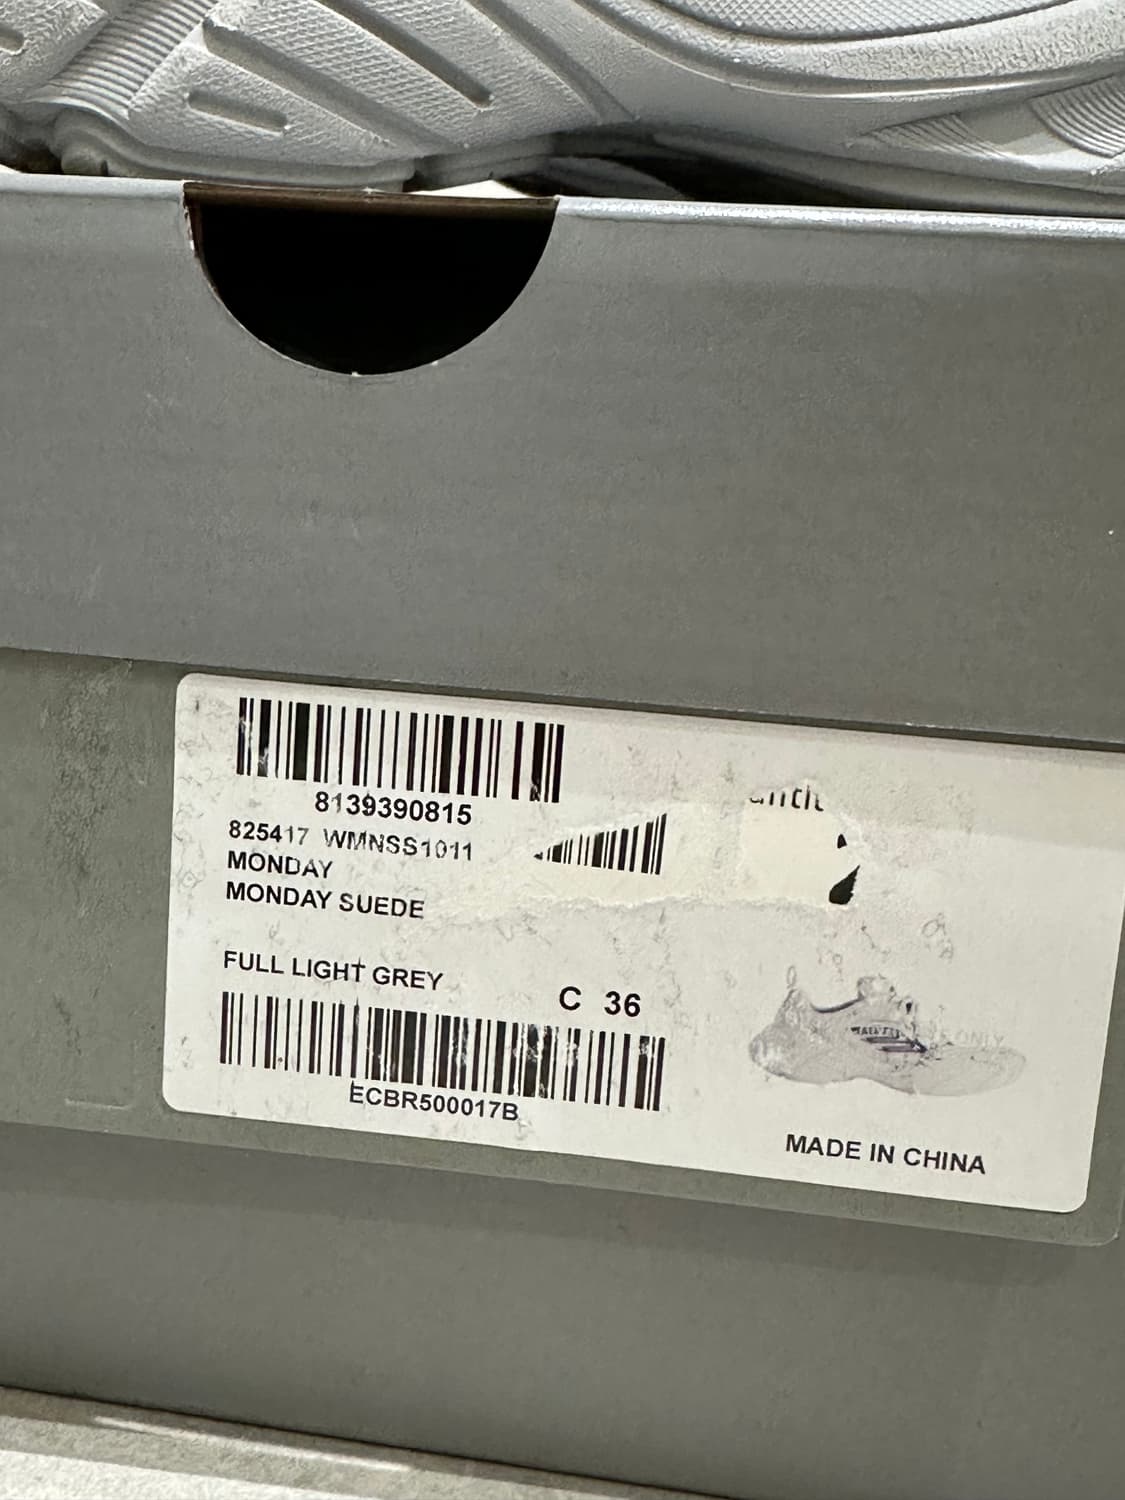 8139390815
825417 WMNSS1011
MONDAY
MONDAY SUEDE
FULL LIGHT GREY
C 36
ECBR500017B
MADE IN CHINA